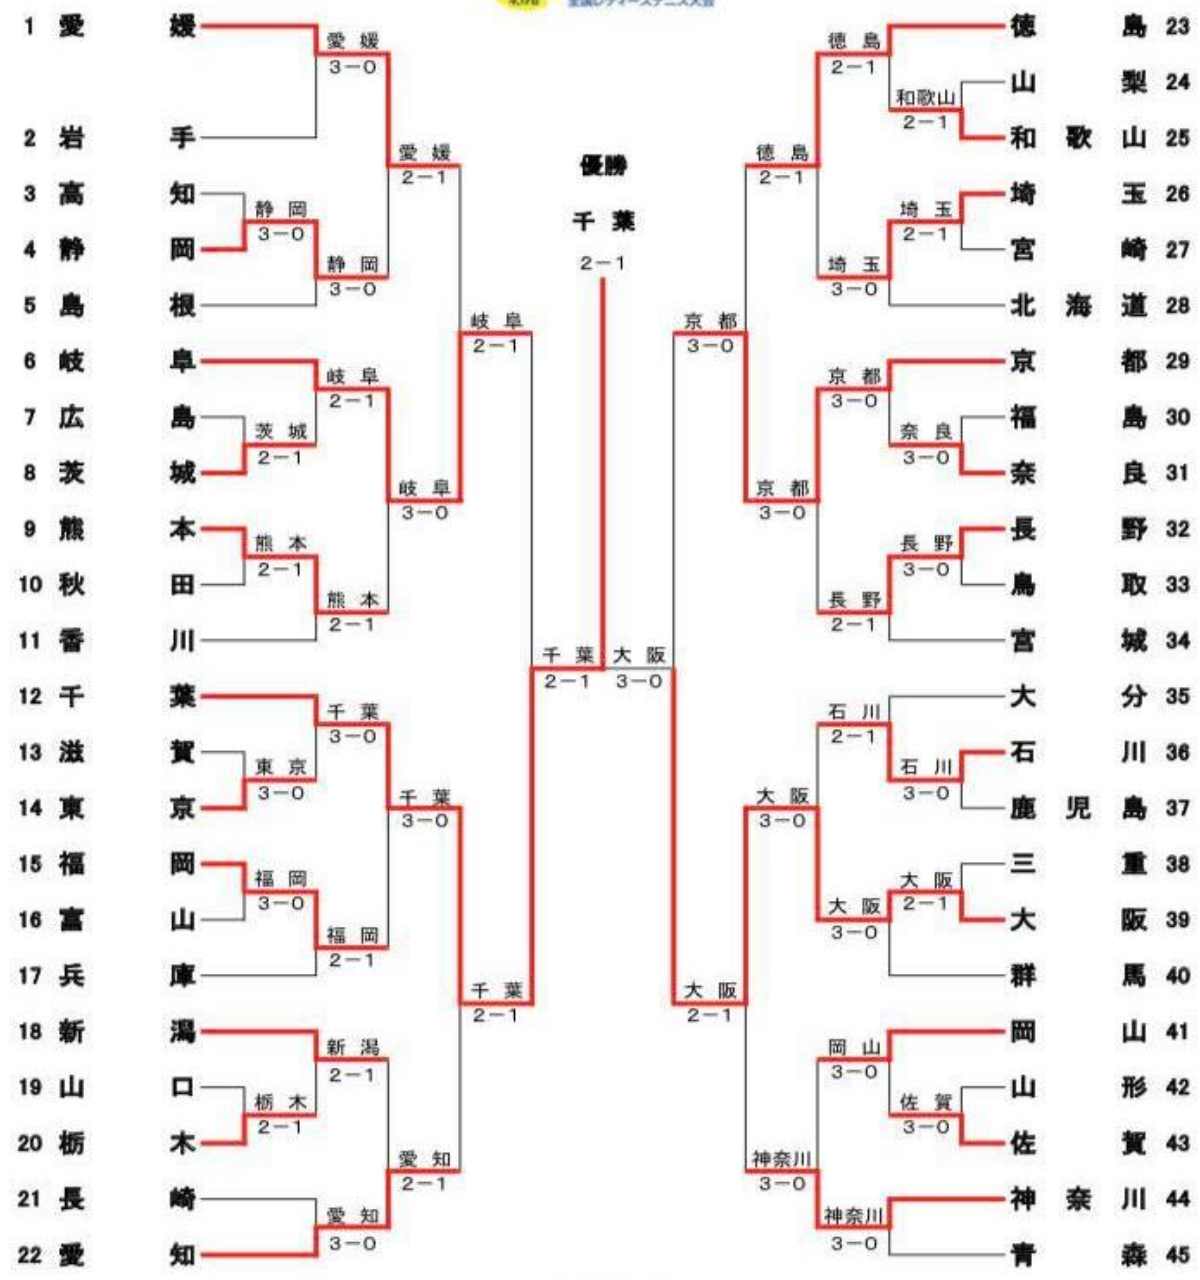 全国レディーステニス大会
1 愛媛
2 岩手
3 高知
4 静岡
5 島根
6 岐阜
7 広島
8 茨城
9 熊本
10 秋田
11 香川
12 千葉
13 滋賀
14 東京
15 福岡
16 富山
17 兵庫
18 新潟
19 山口
20 栃木
21 長崎
22 愛知
静岡
3-0
茨城
2-1
熊本
2-1
東京
3-0
福岡
3-0
栃木
2-1
愛媛
3-0
静岡
3-0
岐阜
2-1
熊本
2-1
千葉
3-0
福岡
2-1
新潟
2-1
愛知
3-0
愛媛
2-1
岐阜
3-0
千葉
3-0
愛知
2-1
岐阜
2-1
千葉
2-1
千葉
2-1
優勝
千葉
2-1
大阪
3-0
京都
3-0
大阪
2-1
徳島
2-1
京都
3-0
大阪
3-0
神奈川
3-0
徳島
2-1
埼玉
3-0
京都
3-0
長野
2-1
石川
2-1
大阪
3-0
岡山
3-0
神奈川
3-0
和歌山
2-1
埼玉
2-1
奈良
3-0
長野
3-0
石川
3-0
大阪
2-1
佐賀
3-0
徳島 23
山梨 24
和歌山 25
埼玉 26
宮崎 27
北海道 28
京都 29
福島 30
奈良 31
長野 32
鳥取 33
宮城 34
大分 35
石川 36
鹿児島 37
三重 38
大阪 39
群馬 40
岡山 41
山形 42
佐賀 43
神奈川 44
青森 45